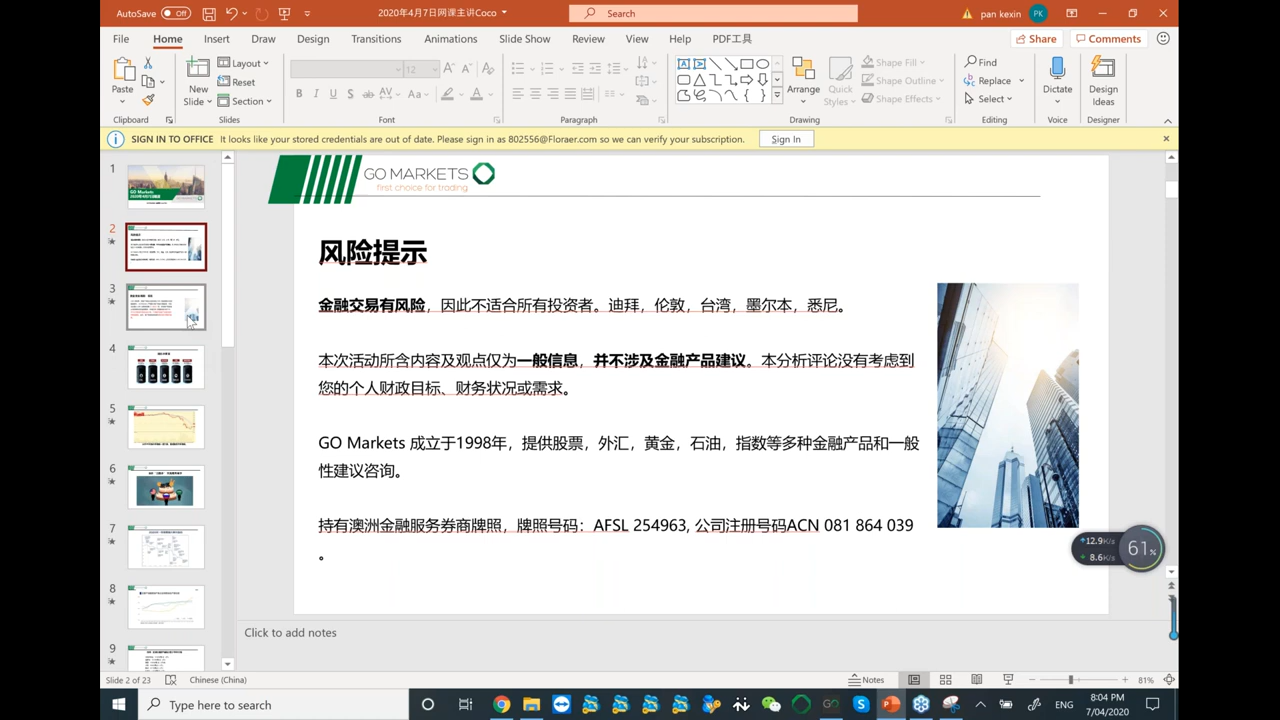 AutoSave Off
2020年4月7日网课主讲Coco
Search
pan kexin PK
File Home Insert Draw Design Transitions Animations Slide Show Review View Help PDF工具 Share Comments
Paste
New Slide
Layout
Reset
Section
12
Arrange
Quick Styles
Shape Fill
Shape Outline
Shape Effects
Find
Replace
Select
Dictate
Design Ideas
Clipboard Slides Font Paragraph Drawing Editing Voice Designer
SIGN IN TO OFFICE It looks like your stored credentials are out of date. Please sign in as 802556@Floraer.com so we can verify your subscription. Sign In
1
2
3
4
5
6
7
8
9
GO MARKETS
first choice for trading
风险提示
金融交易有风险，因此不适合所有投资者。迪拜，伦敦，台湾，墨尔本，悉尼。
本次活动所含内容及观点仅为一般信息，并不涉及金融产品建议。本分析评论没有考虑到
您的个人财政目标、财务状况或需求。
GO Markets 成立于1998年，提供股票，外汇，黄金，石油，指数等多种金融产品和一般
性建议咨询。
持有澳洲金融服务券商牌照，牌照号码：AFSL 254963, 公司注册号码ACN 081 864 039
。
12.9K/s
8.6K/s
61%
Click to add notes
Slide 2 of 23 Chinese (China) Notes 81%
Type here to search
ENG
8:04 PM
7/04/2020